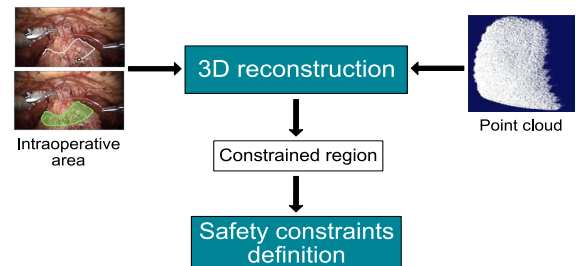 3D reconstruction
Intraoperative
area
Point cloud
Constrained region
Safety constraints
definition